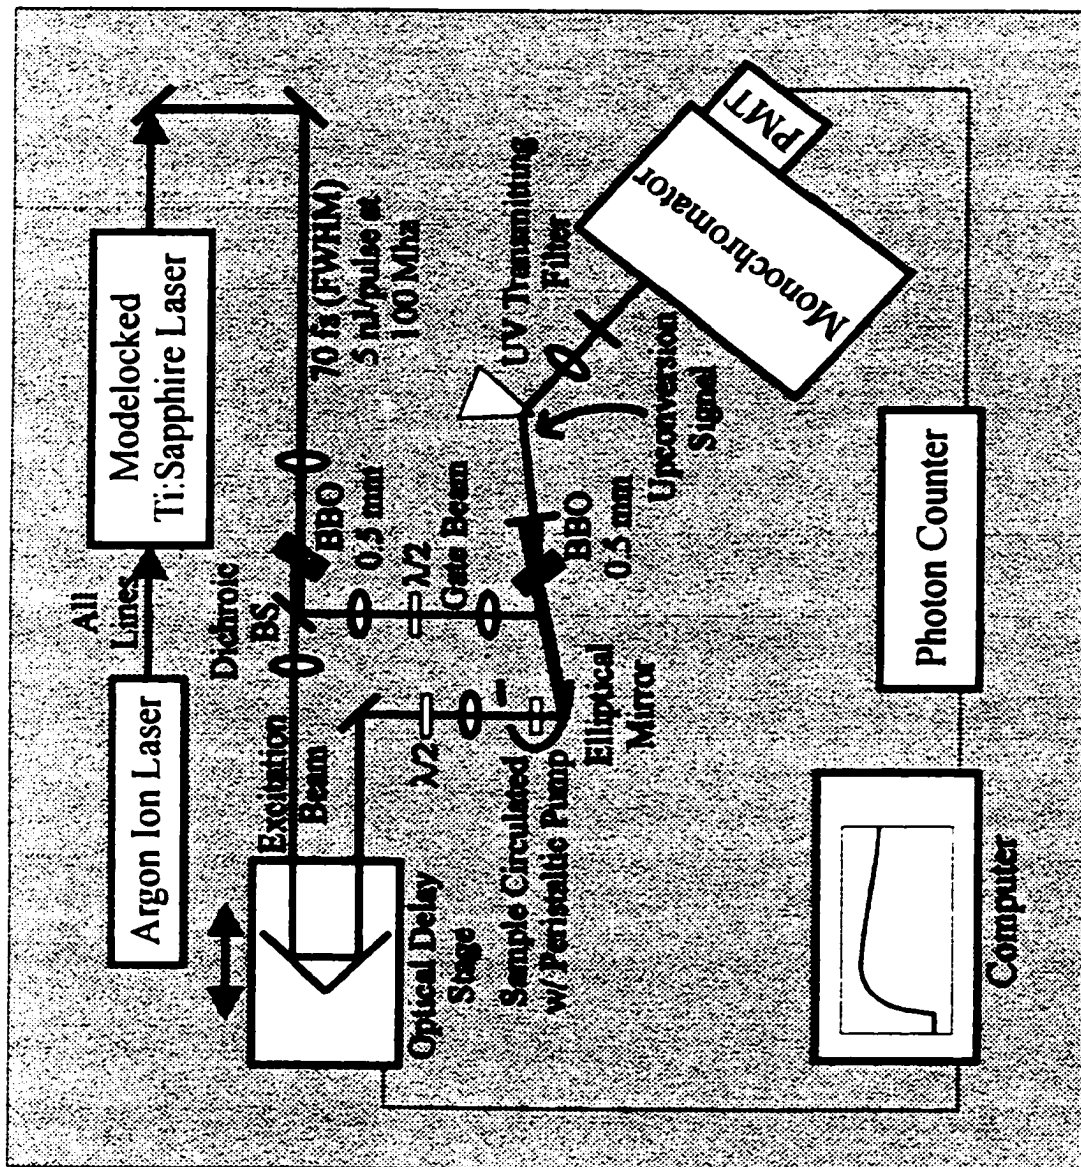 Argon Ion Laser
All
Lines
Modelocked
Ti:Sapphire Laser
Excitation
Beam
Dichroic
BS
BBO
0.5 mm
70 fs (FWHM)
5 nJ/pulse at
100 Mhz
Optical Delay
Stage
λ/2
λ/2
Gate Beam
Sample Circulated
w/ Peristaltic Pump
Elliptical
Mirror
BBO
0.5 mm
Upconversion
Signal
UV Transmitting
Filter
Monochromator
PMT
Computer
Photon Counter